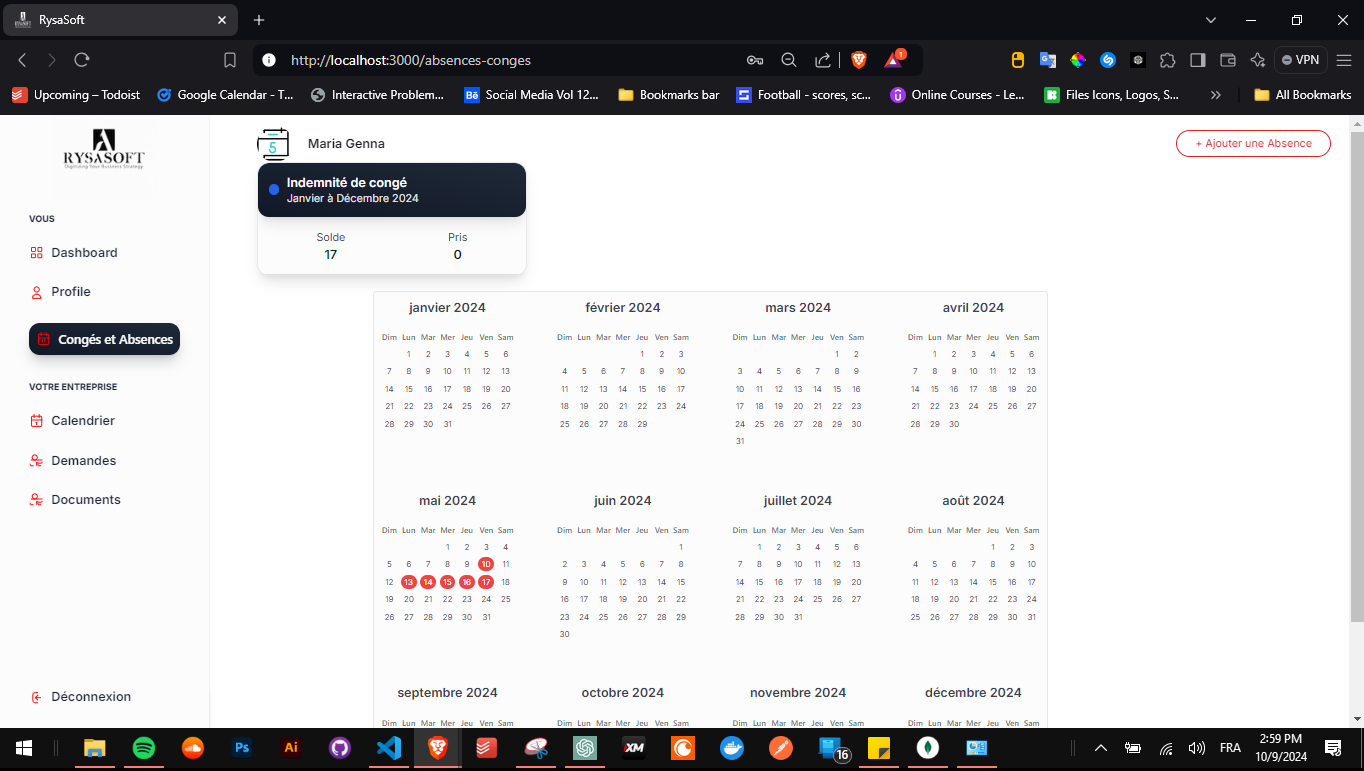 RysaSoft
http://localhost:3000/absences-conges
1
VPN
Upcoming – Todoist
Google Calendar - T...
Interactive Problem...
Social Media Vol 12...
Bookmarks bar
Football - scores, sc...
Online Courses - Le...
Files Icons, Logos, S...
»
All Bookmarks
RYSASOFT
Digitizing Your Business Strategy
VOUS
Dashboard
Profile
Congés et Absences
VOTRE ENTREPRISE
Calendrier
Demandes
Documents
Déconnexion
5
Maria Genna
+ Ajouter une Absence
Indemnité de congé
Janvier à Décembre 2024
Solde Pris
17 0
janvier 2024
Dim Lun Mar Mer Jeu Ven Sam
1 2 3 4 5 6
7 8 9 10 11 12 13
14 15 16 17 18 19 20
21 22 23 24 25 26 27
28 29 30 31
février 2024
Dim Lun Mar Mer Jeu Ven Sam
1 2 3
4 5 6 7 8 9 10
11 12 13 14 15 16 17
18 19 20 21 22 23 24
25 26 27 28 29
mars 2024
Dim Lun Mar Mer Jeu Ven Sam
1 2
3 4 5 6 7 8 9
10 11 12 13 14 15 16
17 18 19 20 21 22 23
24 25 26 27 28 29 30
31
avril 2024
Dim Lun Mar Mer Jeu Ven Sam
1 2 3 4 5 6
7 8 9 10 11 12 13
14 15 16 17 18 19 20
21 22 23 24 25 26 27
28 29 30
mai 2024
Dim Lun Mar Mer Jeu Ven Sam
1 2 3 4
5 6 7 8 9 10 11
12 13 14 15 16 17 18
19 20 21 22 23 24 25
26 27 28 29 30 31
juin 2024
Dim Lun Mar Mer Jeu Ven Sam
1
2 3 4 5 6 7 8
9 10 11 12 13 14 15
16 17 18 19 20 21 22
23 24 25 26 27 28 29
30
juillet 2024
Dim Lun Mar Mer Jeu Ven Sam
1 2 3 4 5 6
7 8 9 10 11 12 13
14 15 16 17 18 19 20
21 22 23 24 25 26 27
28 29 30 31
août 2024
Dim Lun Mar Mer Jeu Ven Sam
1 2 3
4 5 6 7 8 9 10
11 12 13 14 15 16 17
18 19 20 21 22 23 24
25 26 27 28 29 30 31
septembre 2024
Dim Lun Mar Mer Jeu Ven Sam
octobre 2024
Dim Lun Mar Mer Jeu Ven Sam
novembre 2024
Dim Lun Mar Mer Jeu Ven Sam
décembre 2024
Dim Lun Mar Mer Jeu Ven Sam
Ps
Ai
XM
16
FRA
2:59 PM
10/9/2024